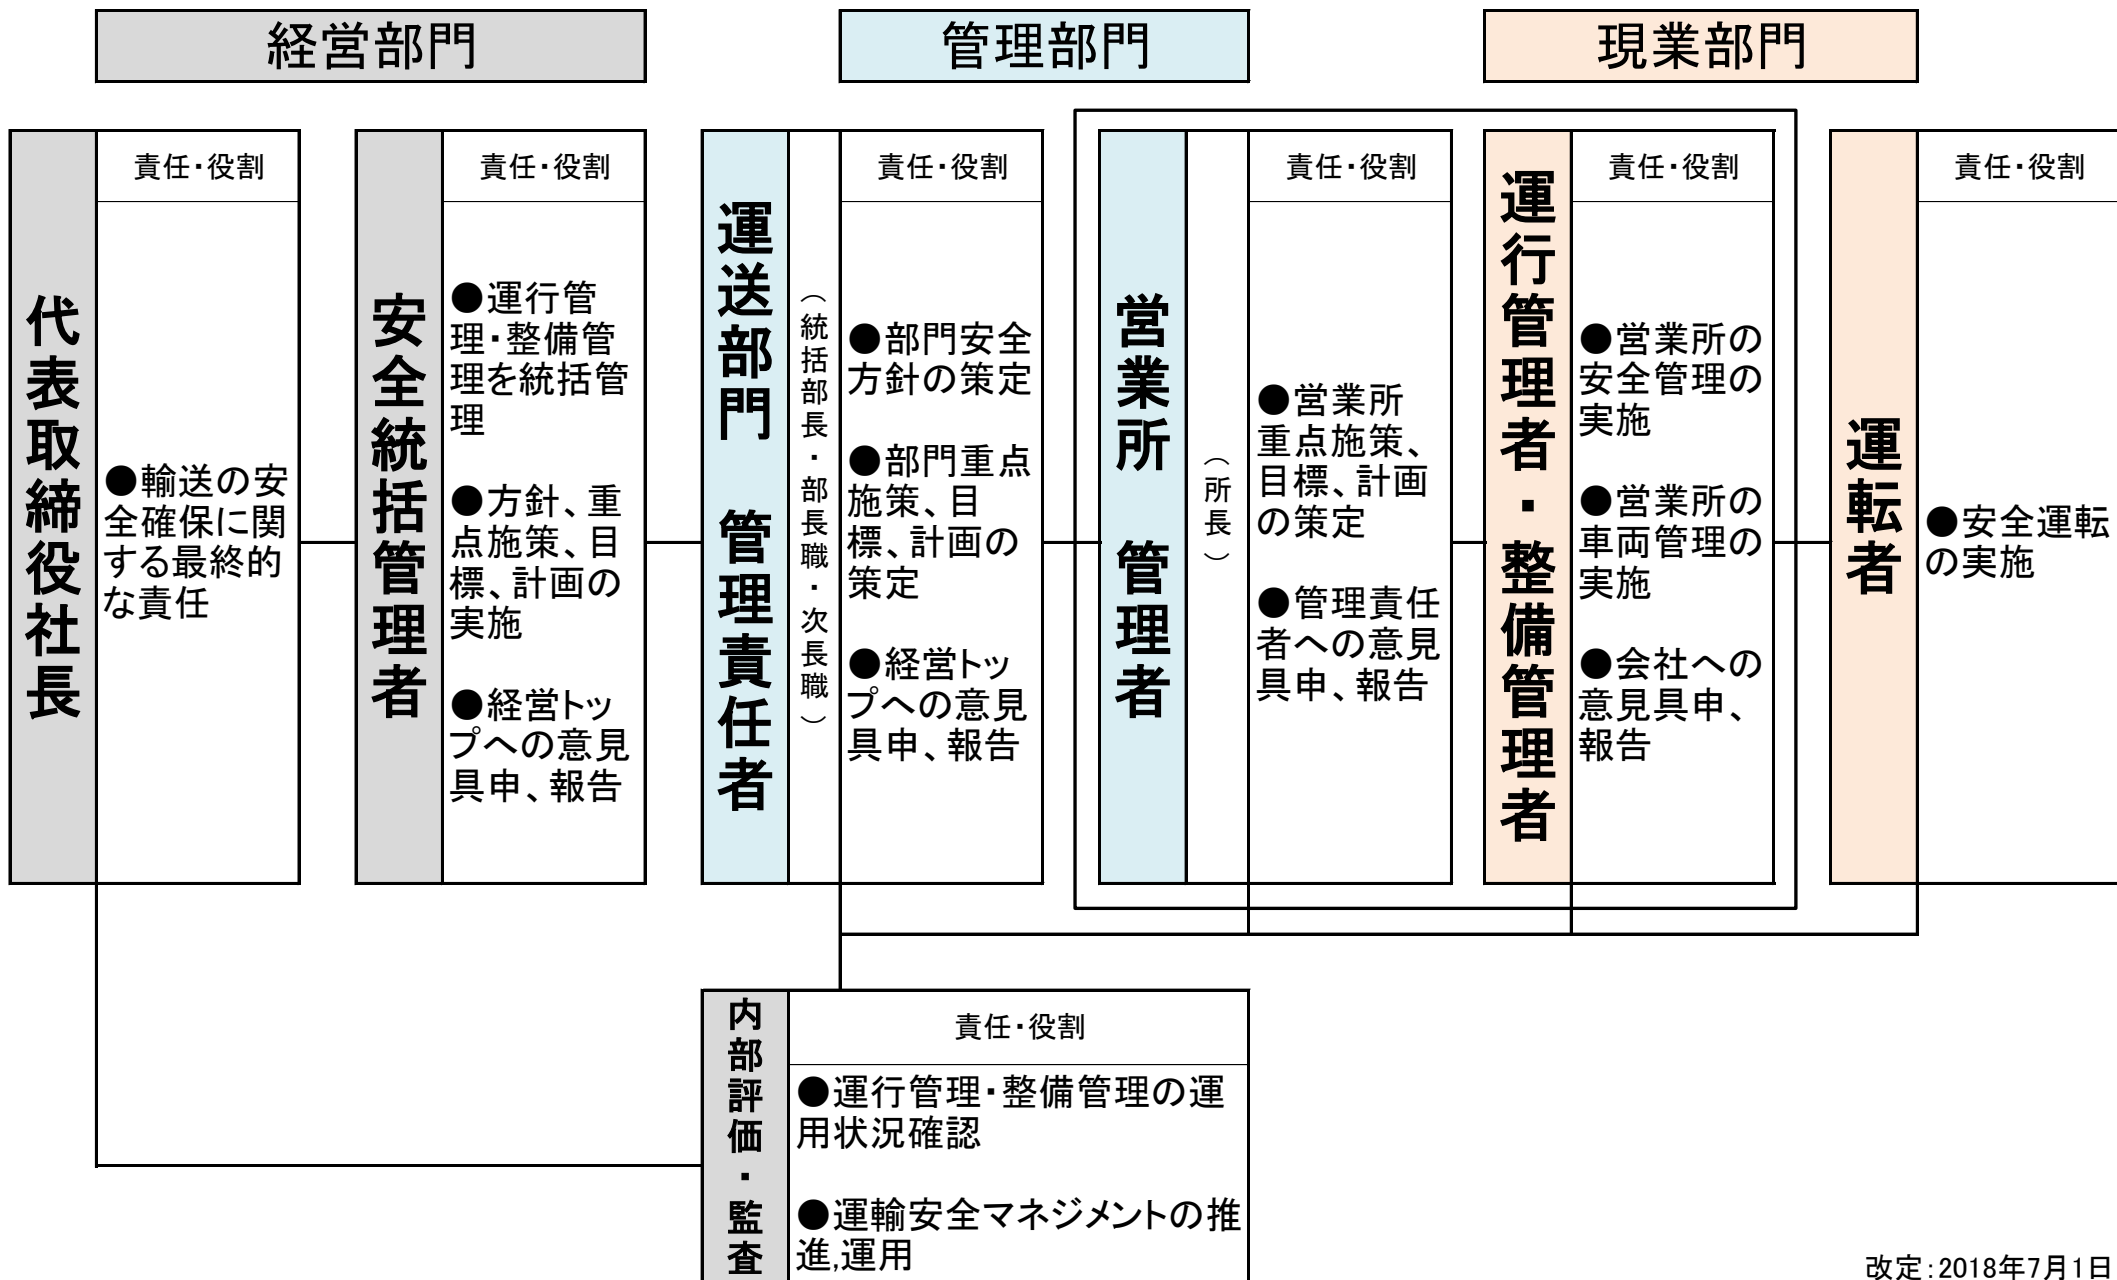 経営部門
管理部門
現業部門
代表取締役社長
責任・役割
●輸送の安
全確保に関
する最終的
な責任
安全統括管理者
責任・役割
●運行管
理・整備管
理を統括管
理
●方針、重
点施策、目
標、計画の
実施
●経営トッ
プへの意見
具申、報告
運送部門　管理責任者
（統括部長・部長職・次長職）
責任・役割
●部門安全
方針の策定
●部門重点
施策、目
標、計画の
策定
●経営トッ
プへの意見
具申、報告
営業所　管理者
（所長）
責任・役割
●営業所
重点施策、
目標、計画
の策定
●管理責任
者への意見
具申、報告
運行管理者・整備管理者
責任・役割
●営業所の
安全管理の
実施
●営業所の
車両管理の
実施
●会社への
意見具申、
報告
運転者
責任・役割
●安全運転
の実施
内部評価・監査
責任・役割
●運行管理・整備管理の運
用状況確認
●運輸安全マネジメントの推
進,運用
改定:2018年7月1日